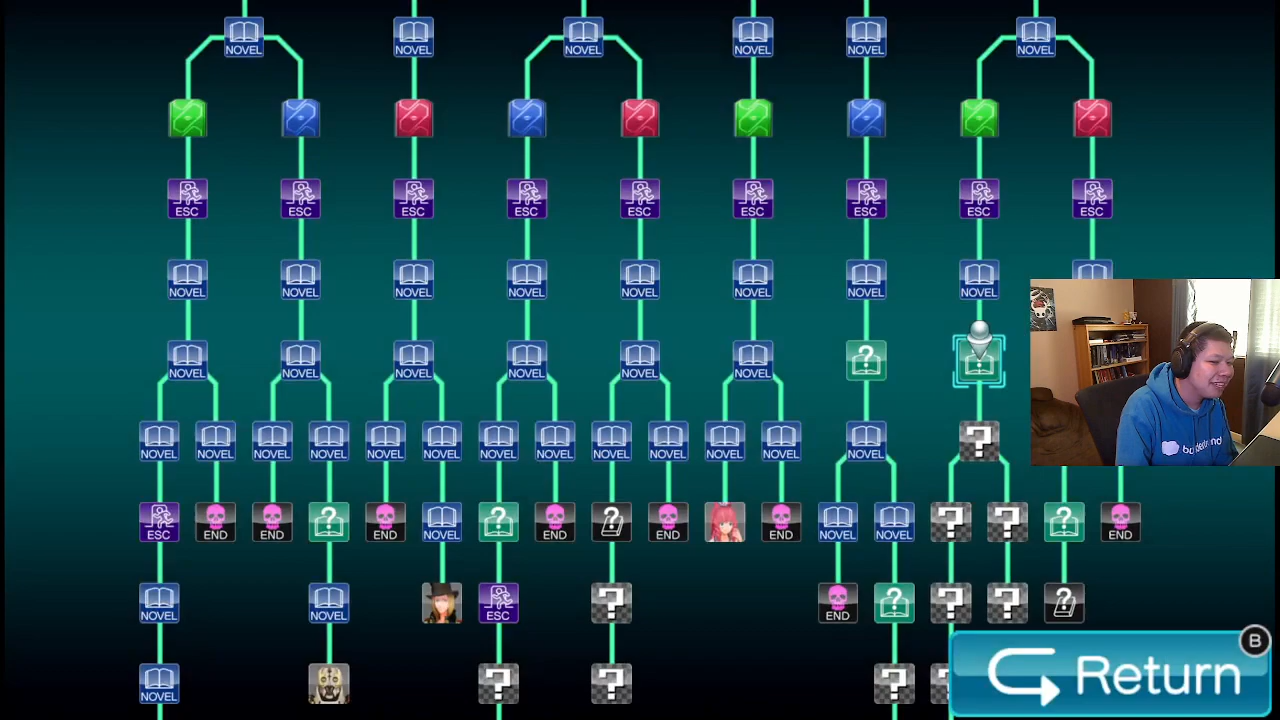 NOVEL NOVEL NOVEL NOVEL NOVEL NOVEL
ESC ESC ESC ESC ESC ESC ESC ESC ESC
NOVEL NOVEL NOVEL NOVEL NOVEL NOVEL NOVEL NOVEL
NOVEL NOVEL NOVEL NOVEL NOVEL NOVEL ?
NOVEL NOVEL NOVEL NOVEL NOVEL NOVEL NOVEL NOVEL NOVEL NOVEL NOVEL NOVEL NOVEL ?
ESC END END ? END NOVEL ? END ? END END NOVEL NOVEL ? ? ? END
NOVEL NOVEL ESC ? END ? ? ? ?
NOVEL ? ? ?
B
Return